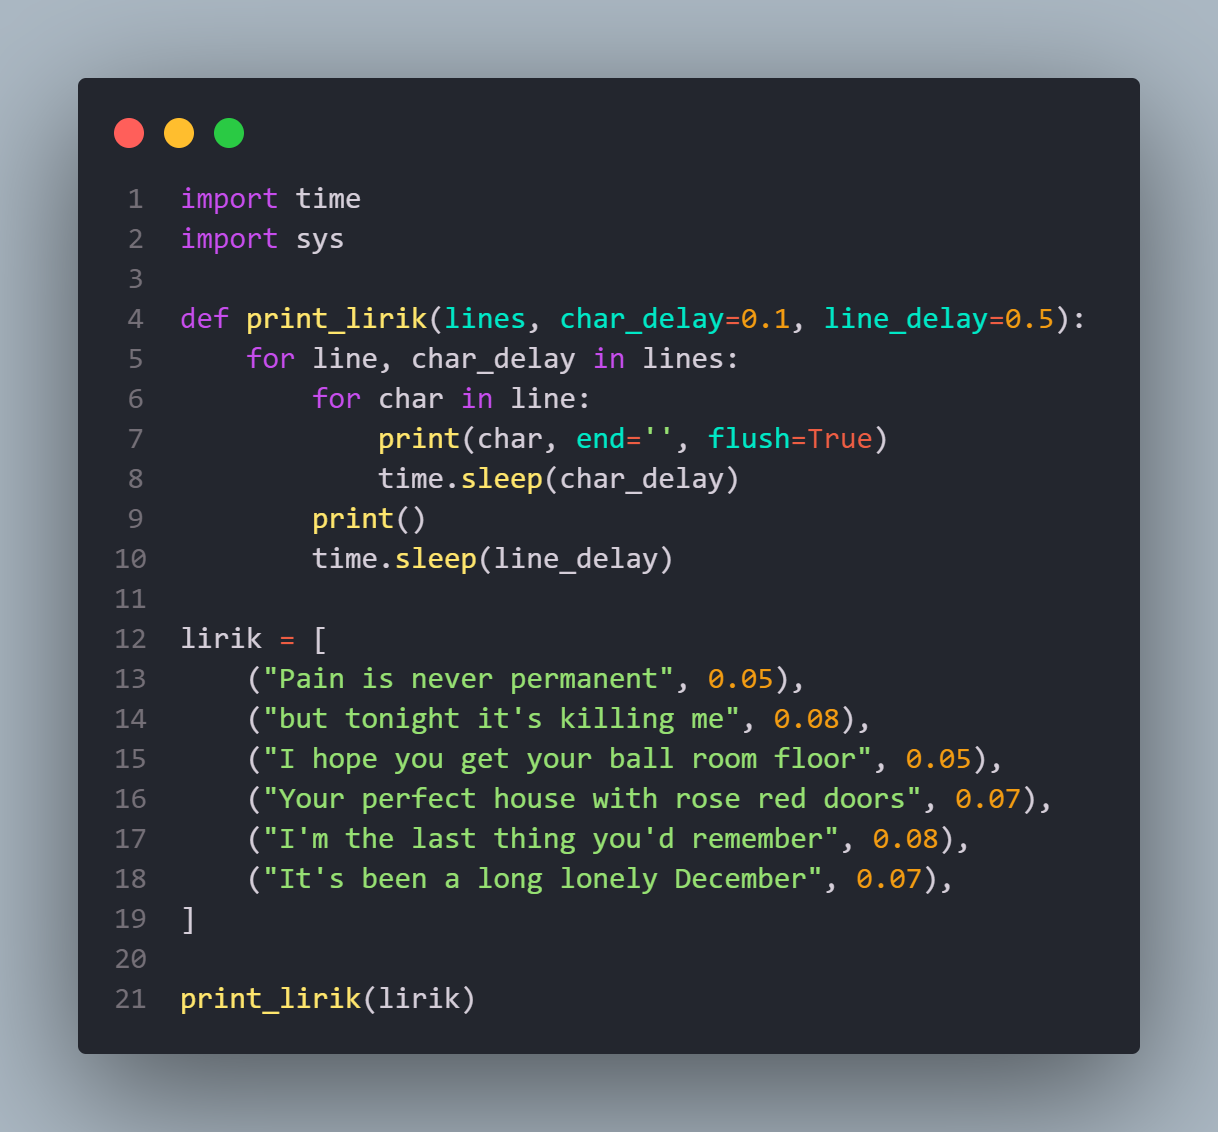 1 import time
2 import sys
3
4 def print_lirik(lines, char_delay=0.1, line_delay=0.5):
5     for line, char_delay in lines:
6         for char in line:
7             print(char, end='', flush=True)
8             time.sleep(char_delay)
9         print()
10         time.sleep(line_delay)
11
12 lirik = [
13     ("Pain is never permanent", 0.05),
14     ("but tonight it's killing me", 0.08),
15     ("I hope you get your ball room floor", 0.05),
16     ("Your perfect house with rose red doors", 0.07),
17     ("I'm the last thing you'd remember", 0.08),
18     ("It's been a long lonely December", 0.07),
19 ]
20
21 print_lirik(lirik)